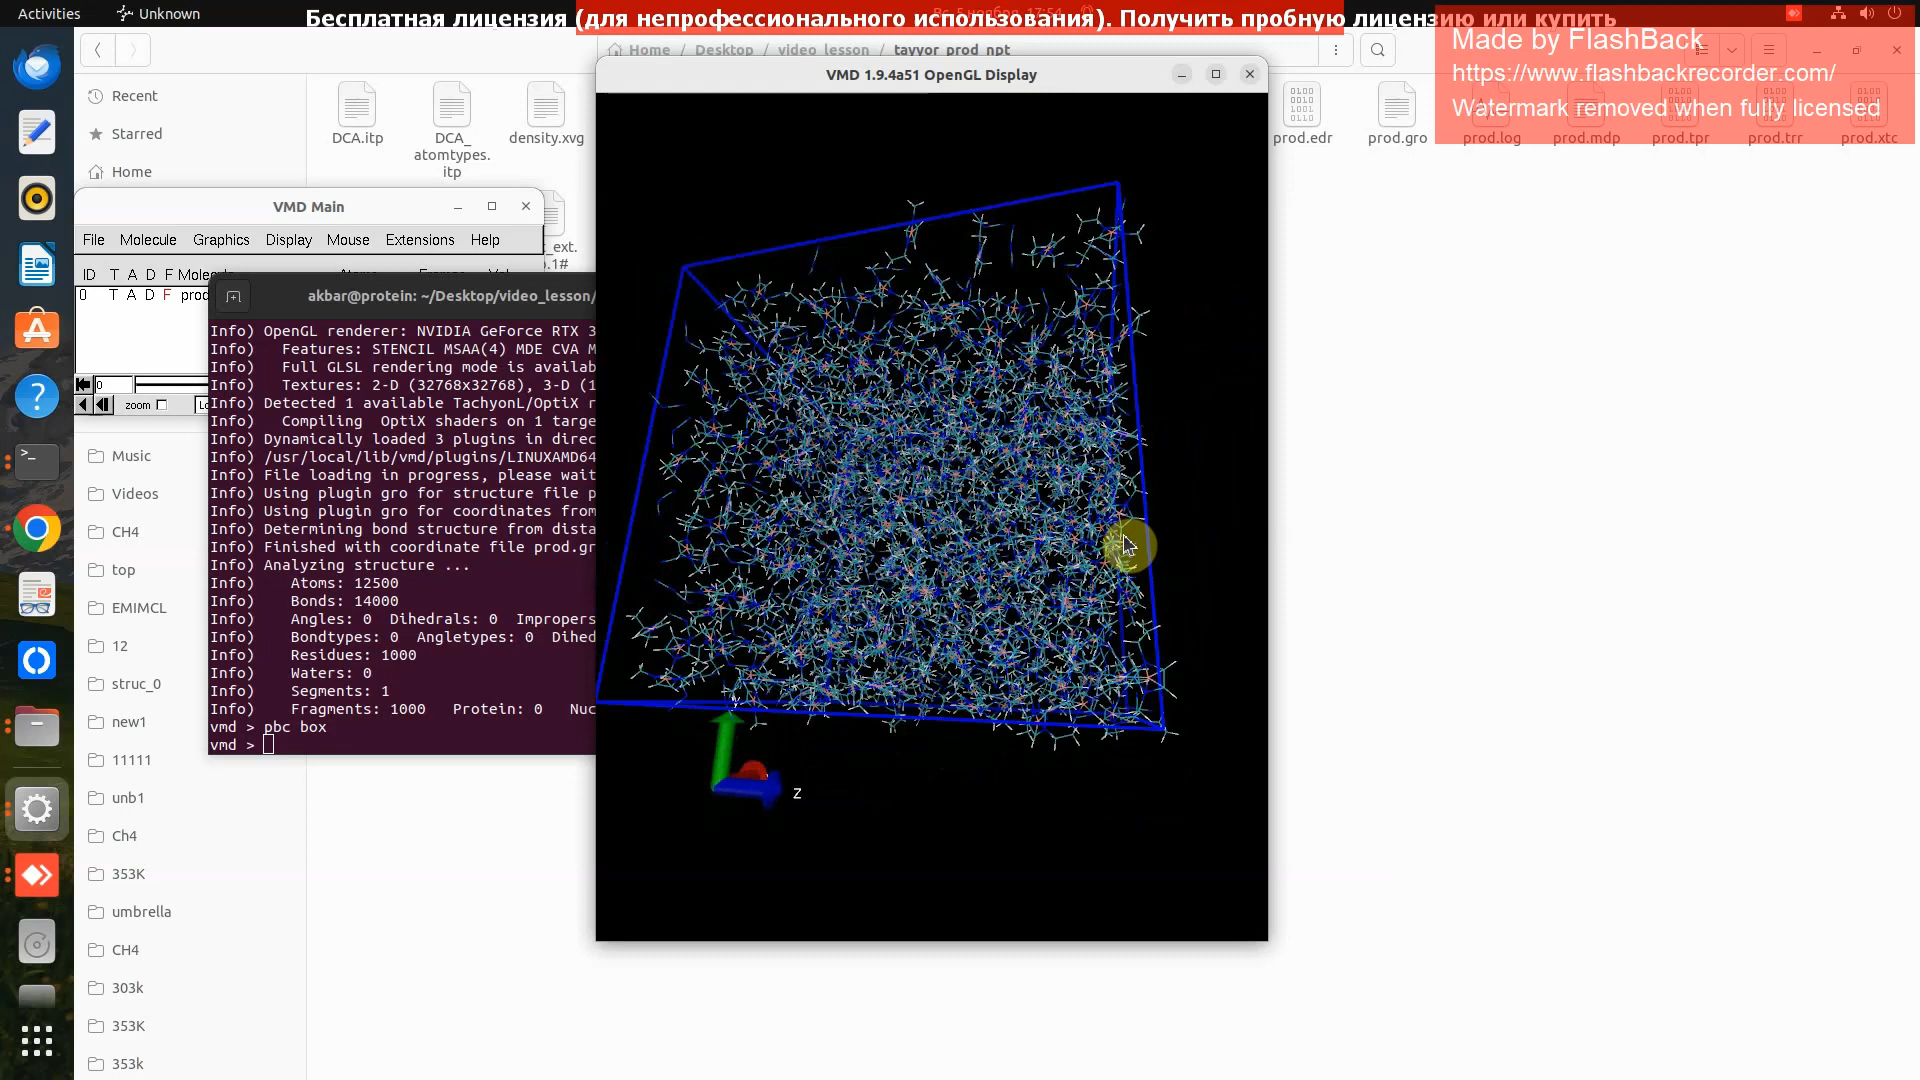 Activities
Unknown
Бесплатная лицензия (для непрофессионального использования). Получить пробную лицензию или купить
Made by FlashBack
https://www.flashbackrecorder.com/
Watermark removed when fully licensed
Home / Desktop / video_lesson / tayyor_prod_npt
VMD 1.9.4a51 OpenGL Display
Recent
Starred
Home
DCA.itp
DCA_
atomtypes.
itp
density.xvg
prod.edr
prod.gro
prod.log
prod.mdp
prod.tpr
prod.trr
prod.xtc
VMD Main
File Molecule Graphics Display Mouse Extensions Help
ID T A D F
0 T A D F prod
0
zoom
akbar@protein: ~/Desktop/video_lesson/
Info) OpenGL renderer: NVIDIA GeForce RTX 3
Info) Features: STENCIL MSAA(4) MDE CVA M
Info) Full GLSL rendering mode is availab
Info) Textures: 2-D (32768x32768), 3-D (1
Info) Detected 1 available TachyonL/OptiX r
Info) Compiling OptiX shaders on 1 targe
Info) Dynamically loaded 3 plugins in direc
Info) /usr/local/lib/vmd/plugins/LINUXAMD64
Info) File loading in progress, please wait
Info) Using plugin gro for structure file p
Info) Using plugin gro for coordinates from
Info) Determining bond structure from dista
Info) Finished with coordinate file prod.gr
Info) Analyzing structure ...
Info) Atoms: 12500
Info) Bonds: 14000
Info) Angles: 0 Dihedrals: 0 Impropers
Info) Bondtypes: 0 Angletypes: 0 Dihed
Info) Residues: 1000
Info) Waters: 0
Info) Segments: 1
Info) Fragments: 1000 Protein: 0 Nuc
vmd > pbc box
vmd >
z
Music
Videos
CH4
top
EMIMCL
12
struc_0
new1
11111
unb1
Ch4
353K
umbrella
CH4
303k
353K
353k